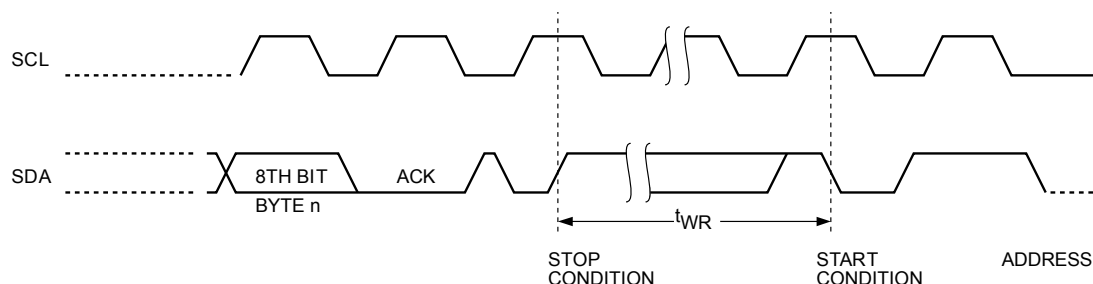 SCL
SDA
8TH BIT
ACK
BYTE n
tWR
STOP
CONDITION
START
CONDITION
ADDRESS